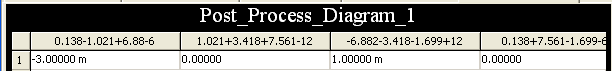 Post_Process_Diagram_1
0.138-1.021+6.88-6 1.021+3.418+7.561-12 -6.882-3.418-1.699+12 0.138+7.561-1.699-6
1 -3.00000 m 0.00000 1.00000 m 0.00000